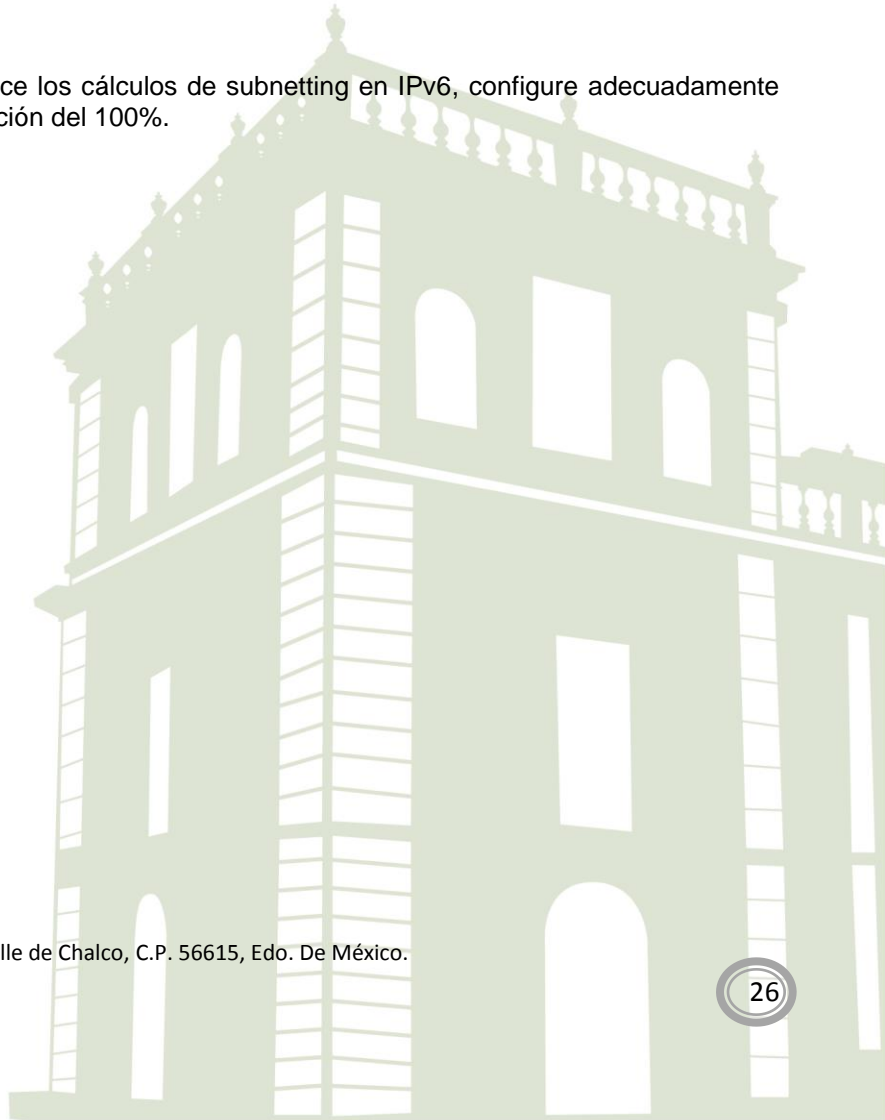 ce los cálculos de subnetting en IPv6, configure adecuadamente
ción del 100%.
lle de Chalco, C.P. 56615, Edo. De México.
26